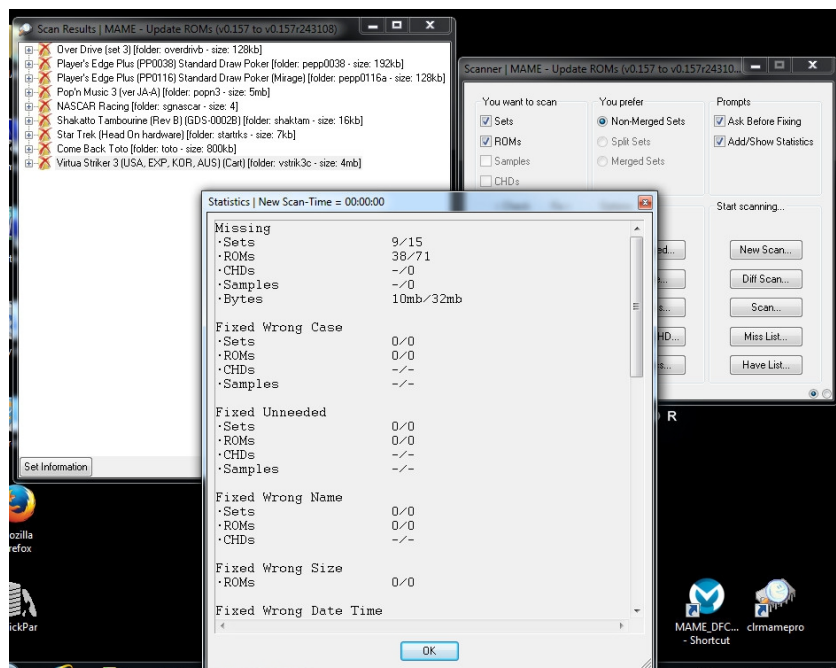 Scan Results | MAME - Update ROMs (v0.157 to v0.157r243108)
Over Drive (set 3) [folder: overdrivb - size: 128kb]
Player's Edge Plus (PP0038) Standard Draw Poker [folder: pepp0038 - size: 192kb]
Player's Edge Plus (PP0116) Standard Draw Poker (Mirage) [folder: pepp0116a - size: 128kb]
Pop'n Music 3 (ver JA-A) [folder: popn3 - size: 5mb]
NASCAR Racing [folder: sgnascar - size: 4]
Shakatto Tambourine (Rev B) (GDS-0002B) [folder: shaktam - size: 16kb]
Star Trek (Head On hardware) [folder: startrks - size: 7kb]
Come Back Toto [folder: toto - size: 800kb]
Virtua Striker 3 (USA, EXP, KOR, AUS) (Cart) [folder: vstrik3c - size: 4mb]
Set Information
Scanner | MAME - Update ROMs (v0.157 to v0.157r24310...
You want to scan
Sets
ROMs
Samples
CHDs
You prefer
Non-Merged Sets
Split Sets
Merged Sets
Prompts
Ask Before Fixing
Add/Show Statistics
Start scanning...
New Scan...
Diff Scan...
Scan...
Miss List...
Have List...
Statistics | New Scan-Time = 00:00:00
Missing
·Sets 9/15
·ROMs 38/71
·CHDs -/0
·Samples -/0
·Bytes 10mb/32mb
Fixed Wrong Case
·Sets 0/0
·ROMs 0/0
·CHDs -/-
·Samples -/-
Fixed Unneeded
·Sets 0/0
·ROMs 0/0
·CHDs -/-
·Samples -/-
Fixed Wrong Name
·Sets 0/0
·ROMs 0/0
·CHDs -/-
Fixed Wrong Size
·ROMs 0/0
Fixed Wrong Date Time
OK
R
ozilla
refox
ickPar
MAME_DFC...
- Shortcut
clrmamepro